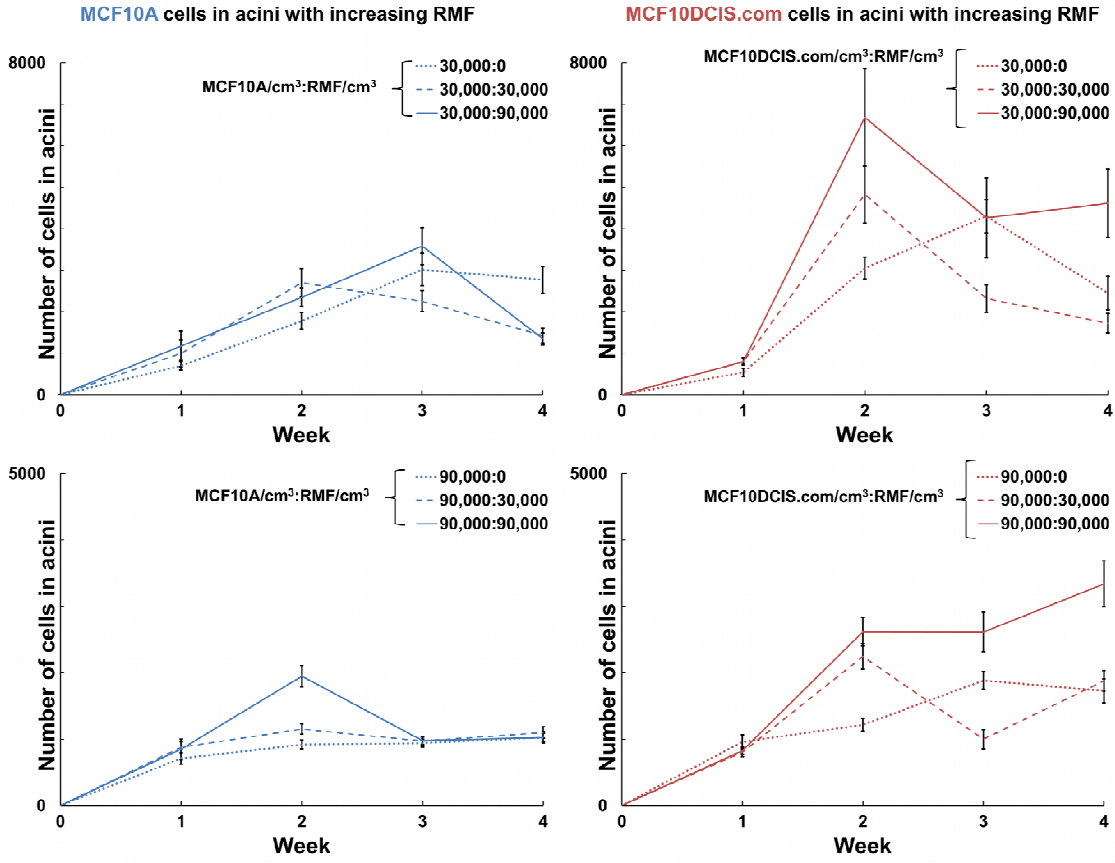 MCF10A cells in acini with increasing RMF
8000
MCF10A/cm³:RMF/cm³
30,000:0
30,000:30,000
30,000:90,000
Number of cells in acini
0
0 1 2 3 4
Week
MCF10DCIS.com cells in acini with increasing RMF
8000
MCF10DCIS.com/cm³:RMF/cm³
30,000:0
30,000:30,000
30,000:90,000
Number of cells in acini
0
0 1 2 3 4
Week
5000
MCF10A/cm³:RMF/cm³
90,000:0
90,000:30,000
90,000:90,000
Number of cells in acini
0
0 1 2 3 4
Week
5000
MCF10DCIS.com/cm³:RMF/cm³
90,000:0
90,000:30,000
90,000:90,000
Number of cells in acini
0
0 1 2 3 4
Week